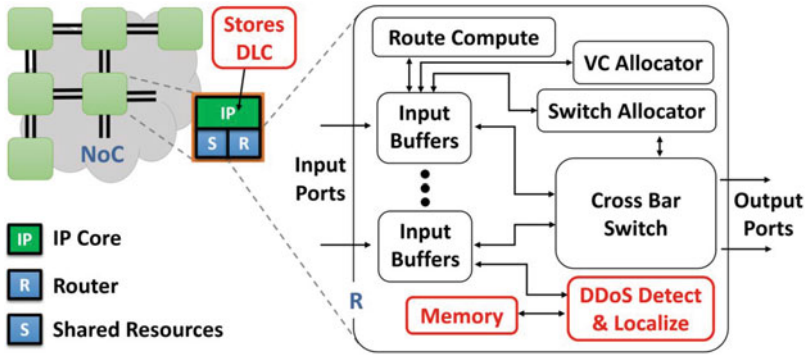 Stores
DLC
IP
S
R
NoC
IP
IP Core
R
Router
S
Shared Resources
Route Compute
VC Allocator
Switch Allocator
Input
Buffers
Input
Ports
Cross Bar
Switch
Output
Ports
Input
Buffers
R
Memory
DDoS Detect
& Localize